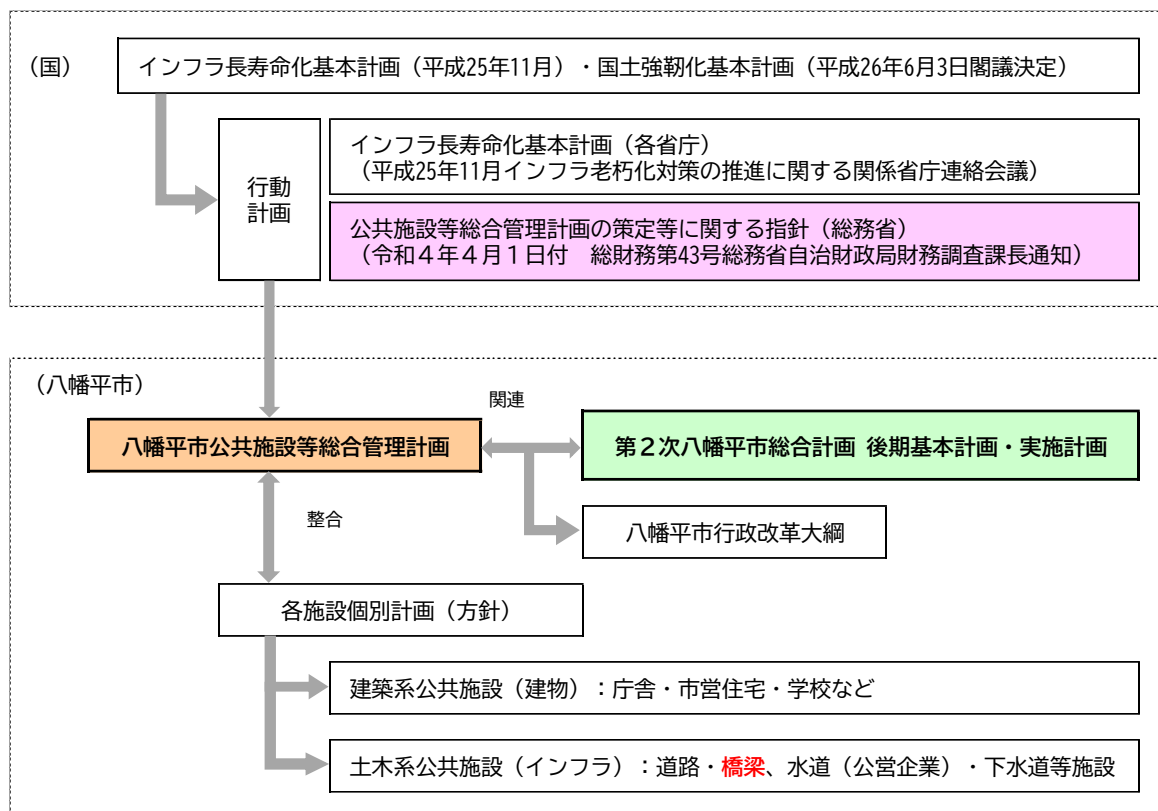 （国）
インフラ長寿命化基本計画（平成25年11月）・国土強靭化基本計画（平成26年6月3日閣議決定）
行動
計画
インフラ長寿命化基本計画（各省庁）
（平成25年11月インフラ老朽化対策の推進に関する関係省庁連絡会議）
公共施設等総合管理計画の策定等に関する指針（総務省）
（令和４年４月１日付　総財務第43号総務省自治財政局財務調査課長通知）
（八幡平市）
関連
八幡平市公共施設等総合管理計画
第２次八幡平市総合計画 後期基本計画・実施計画
整合
八幡平市行政改革大綱
各施設個別計画（方針）
建築系公共施設（建物）：庁舎・市営住宅・学校など
土木系公共施設（インフラ）：道路・橋梁、水道（公営企業）・下水道等施設